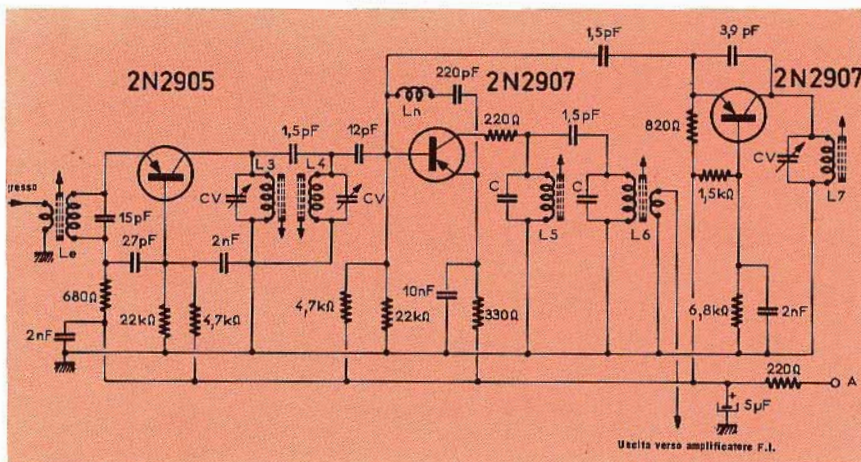 1,5pF
3,9 pF
2N2905
220pF
2N2907
2N2907
Ln
1,5pF
L3
L4
12pF
220Ω
1,5pF
820Ω
CV
CV
C
C
1,5kΩ
CV
L7
gresso
15pF
Le
27pF
2nF
L5
L6
680Ω
22kΩ
4,7kΩ
4,7kΩ
22kΩ
10nF
330Ω
6,8kΩ
2nF
2nF
220Ω
A
+
5µF
Uscita verso amplificatore F.I.